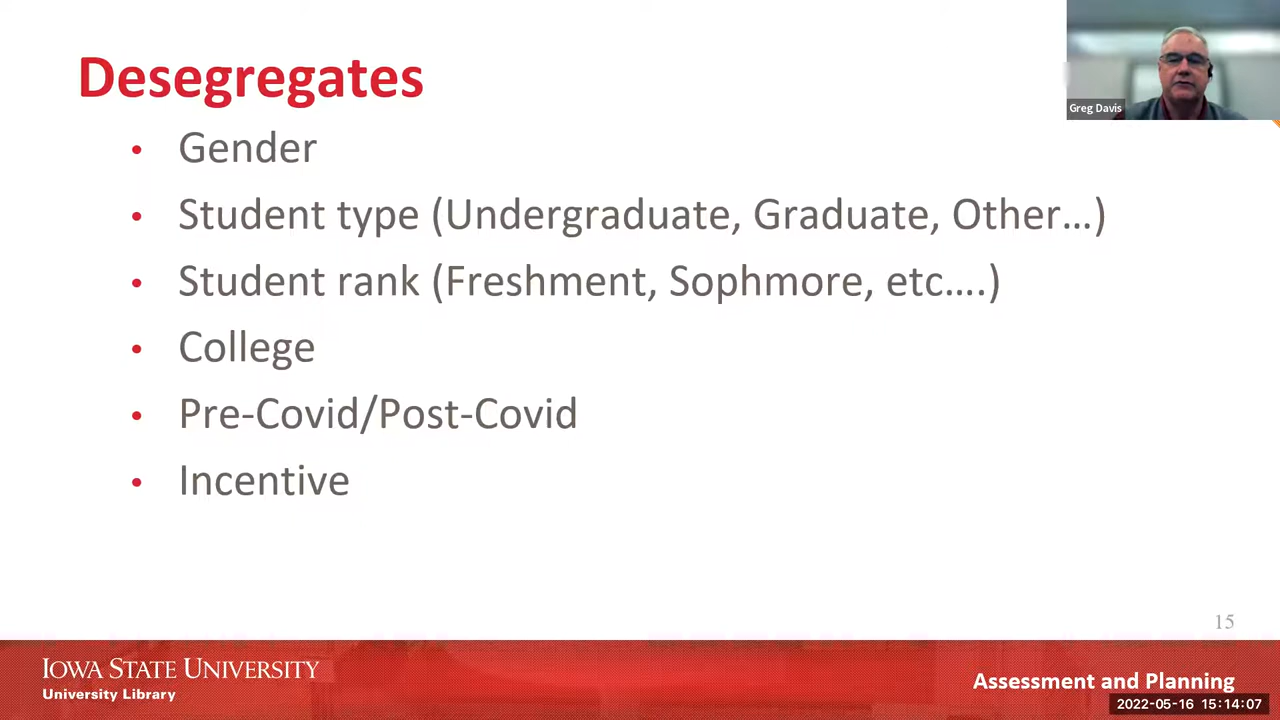 Desegregates
Greg Davis
• Gender
• Student type (Undergraduate, Graduate, Other…)
• Student rank (Freshment, Sophmore, etc….)
• College
• Pre-Covid/Post-Covid
• Incentive
15
IOWA STATE UNIVERSITY
University Library
Assessment and Planning
2022-05-16 15:14:07